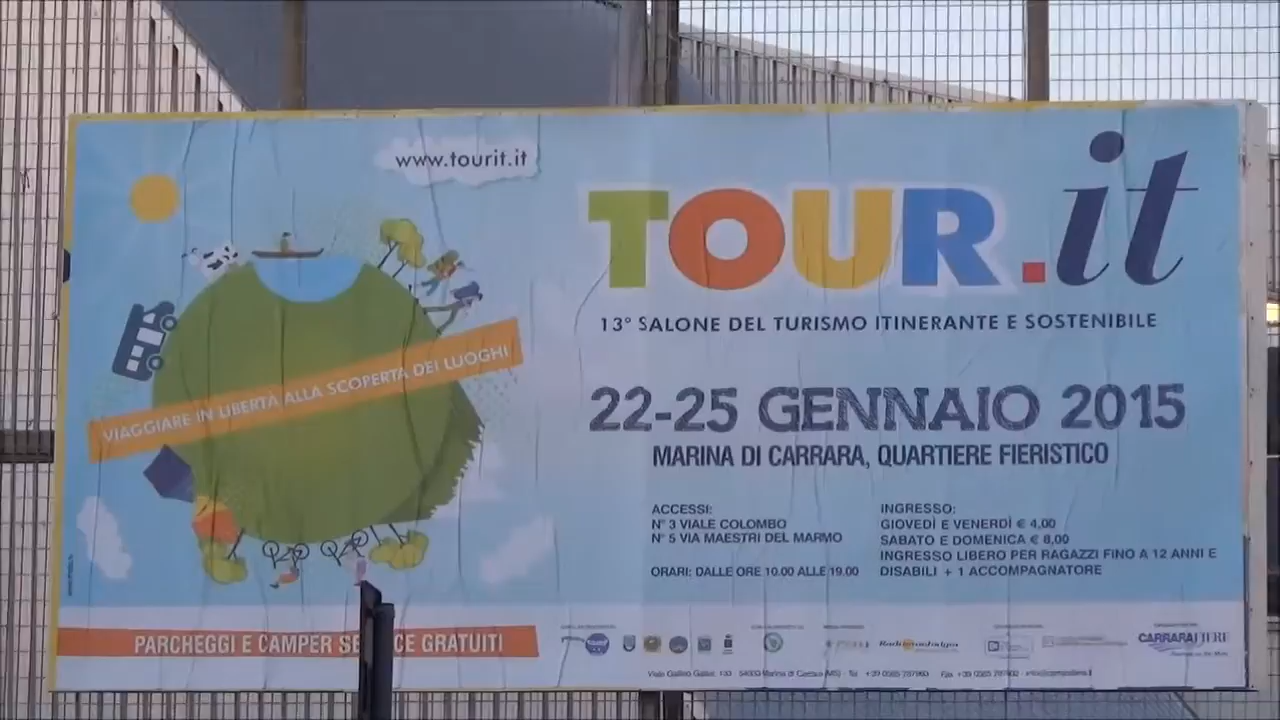 www.tourit.it
TOUR.it
13° SALONE DEL TURISMO ITINERANTE E SOSTENIBILE
VIAGGIARE IN LIBERTÀ ALLA SCOPERTA DEI LUOGHI
22-25 GENNAIO 2015
MARINA DI CARRARA, QUARTIERE FIERISTICO
ACCESSI:
N° 3 VIALE COLOMBO
N° 5 VIA MAESTRI DEL MARMO
ORARI: DALLE ORE 10.00 ALLE 19.00
INGRESSO:
GIOVEDÌ E VENERDÌ € 4,00
SABATO E DOMENICA € 8,00
INGRESSO LIBERO PER RAGAZZI FINO A 12 ANNI E
DISABILI + 1 ACCOMPAGNATORE
PARCHEGGI E CAMPER SE CE GRATUITI
CARRARAFIERE